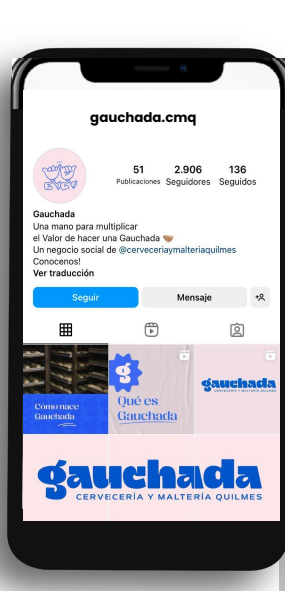 gauchada.cmq
51 2.906 136
Publicaciones Seguidores Seguidos
Gauchada
Una mano para multiplicar
el Valor de hacer una Gauchada 🤝🏽
Un negocio social de @cerveceriaymalteriaquilmes
Conocenos!
Ver traducción
Seguir Mensaje
Cómo nace
Gauchada
g
Qué es
Gauchada
gauchada
CERVECERÍA Y MALTERÍA QUILMES
gauchada
CERVECERÍA Y MALTERÍA QUILMES